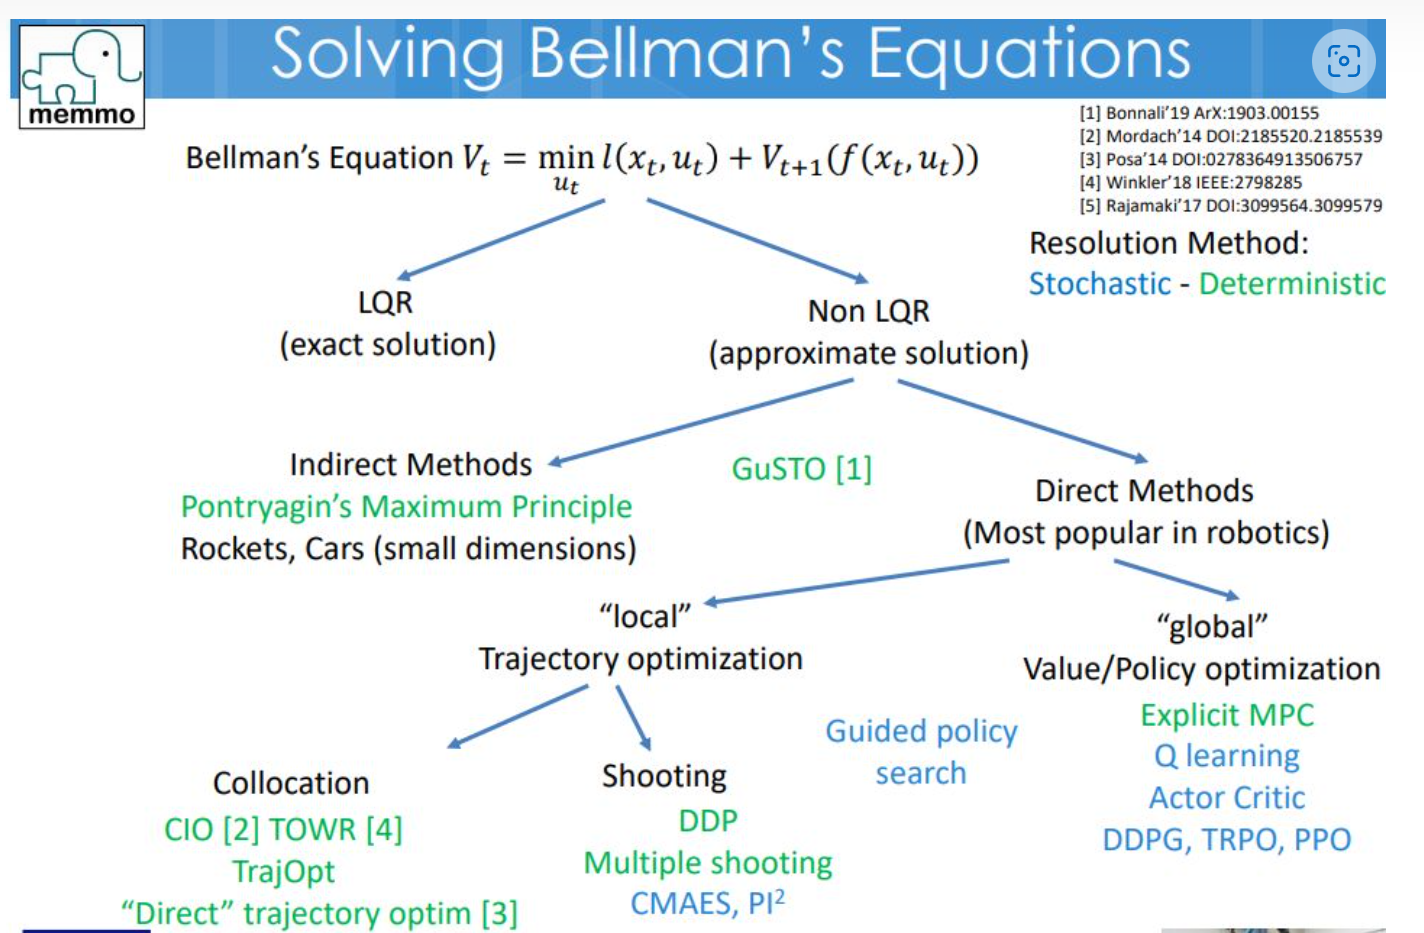 Solving Bellman's Equations
memmo
[1] Bonnali'19 ArX:1903.00155
[2] Mordach'14 DOI:2185520.2185539
[3] Posa'14 DOI:0278364913506757
[4] Winkler'18 IEEE:2798285
[5] Rajamaki'17 DOI:3099564.3099579
Bellman's Equation V_t = min_{u_t} l(x_t, u_t) + V_{t+1}(f(x_t, u_t))
Resolution Method:
Stochastic - Deterministic
LQR
(exact solution)
Non LQR
(approximate solution)
Indirect Methods
Pontryagin's Maximum Principle
Rockets, Cars (small dimensions)
GuSTO [1]
Direct Methods
(Most popular in robotics)
"local"
Trajectory optimization
"global"
Value/Policy optimization
Explicit MPC
Q learning
Actor Critic
DDPG, TRPO, PPO
Guided policy
search
Collocation
CIO [2] TOWR [4]
TrajOpt
"Direct" trajectory optim [3]
Shooting
DDP
Multiple shooting
CMAES, PI²